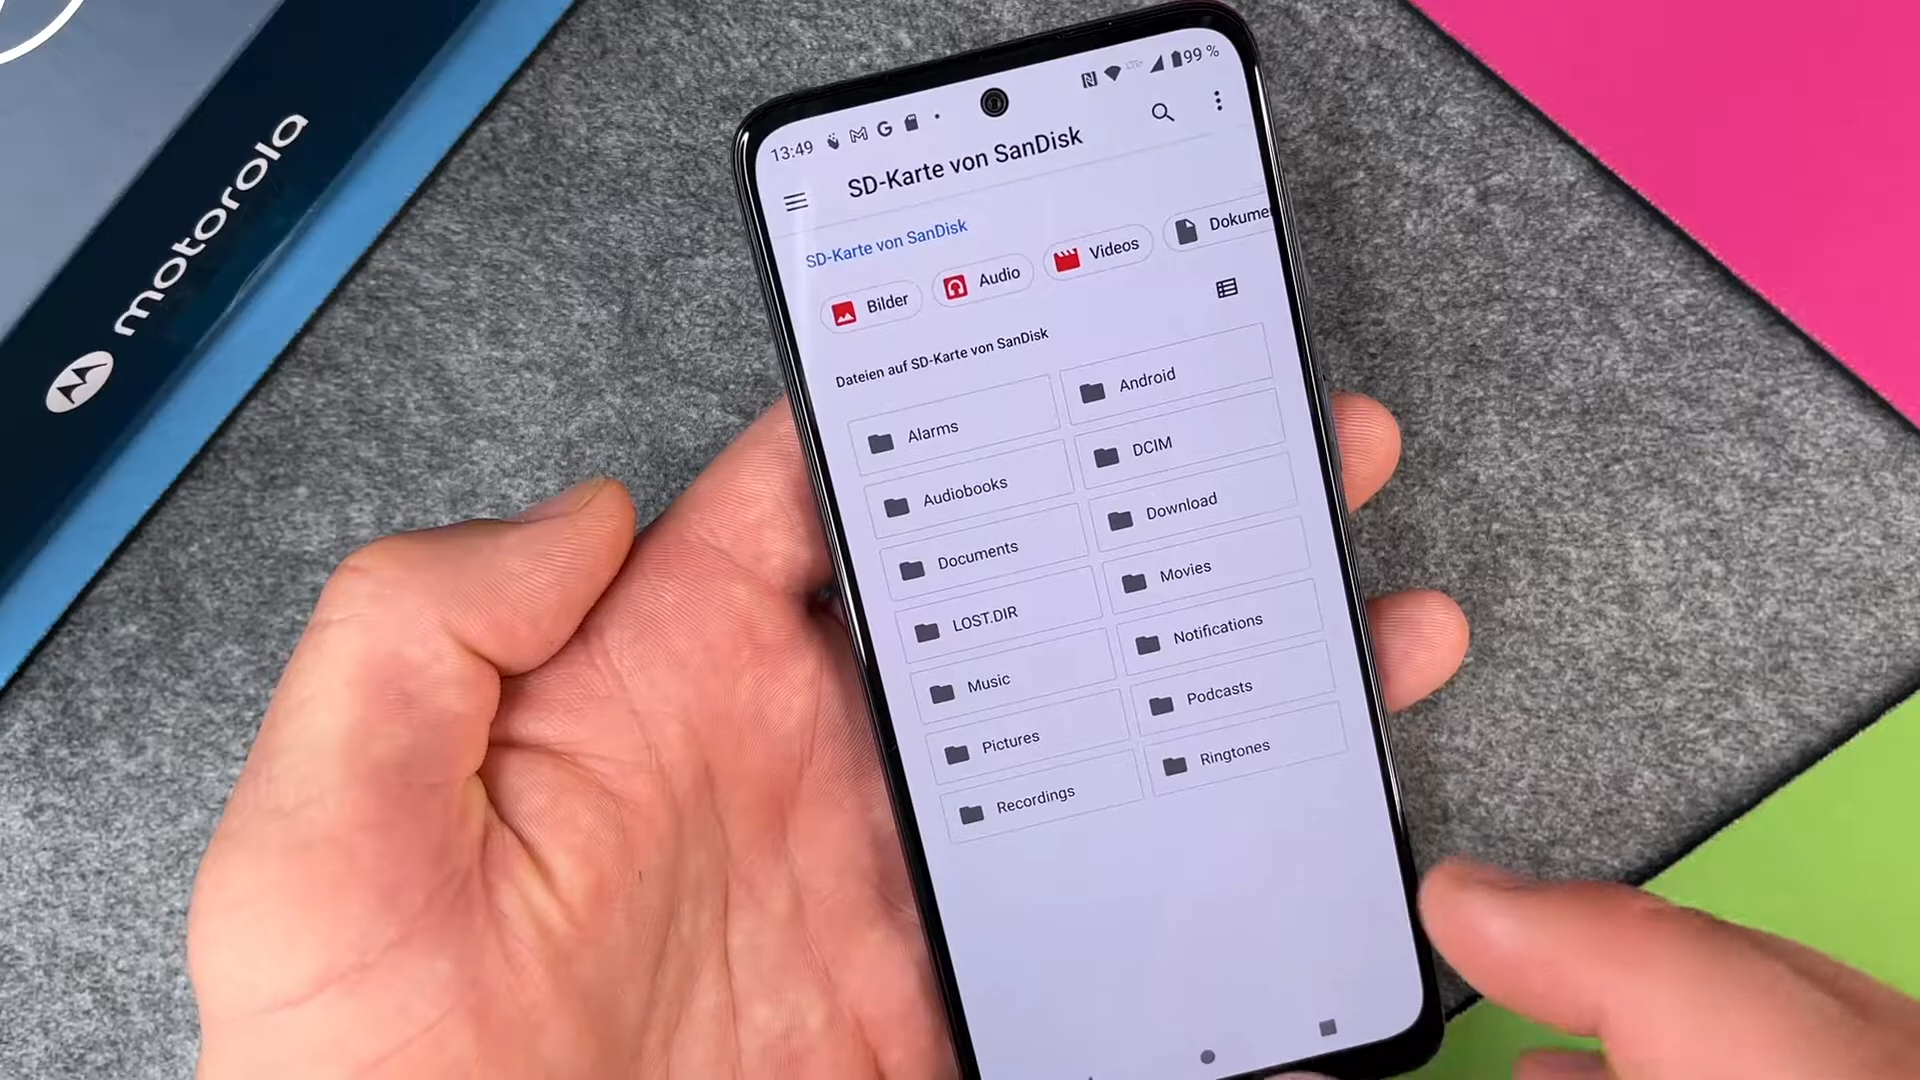 motorola
13:49
99 %
SD-Karte von SanDisk
SD-Karte von SanDisk
Bilder
Audio
Videos
Dokume
Dateien auf SD-Karte von SanDisk
Alarms
Android
Audiobooks
DCIM
Documents
Download
LOST.DIR
Movies
Music
Notifications
Pictures
Podcasts
Recordings
Ringtones